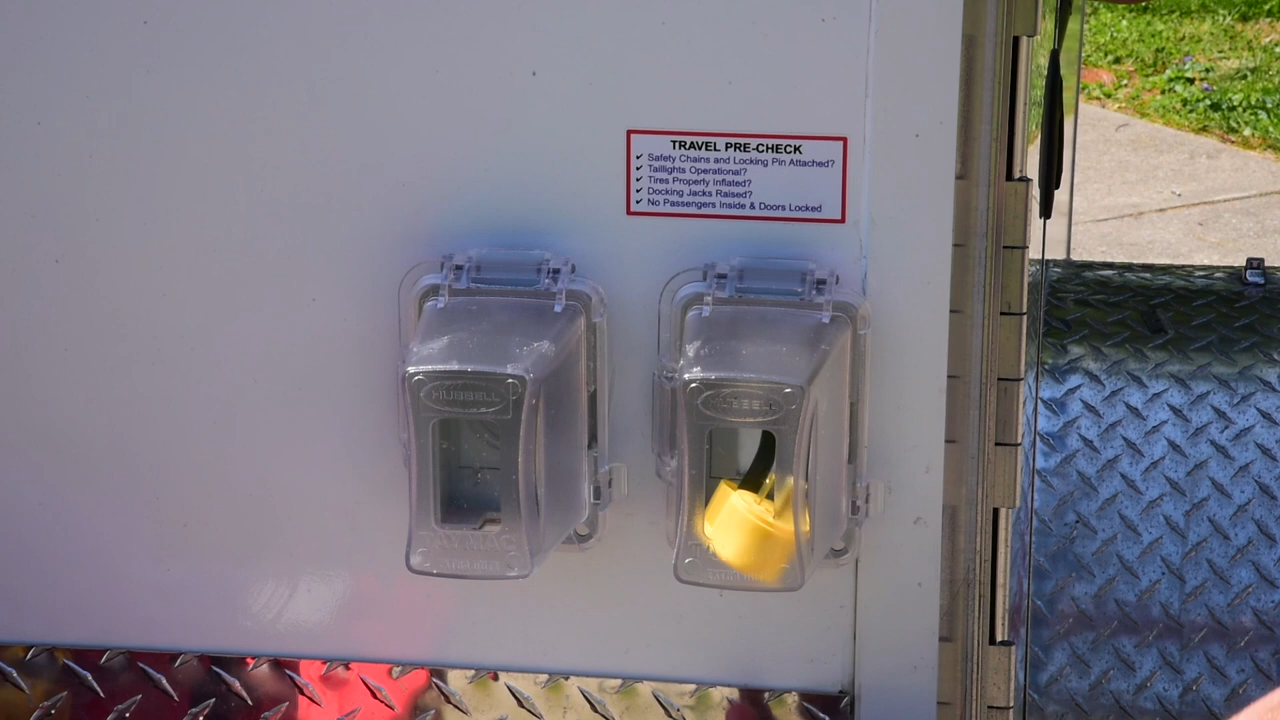 TRAVEL PRE-CHECK
✔ Safety Chains and Locking Pin Attached?
✔ Taillights Operational?
✔ Tires Properly Inflated?
✔ Docking Jacks Raised?
✔ No Passengers Inside & Doors Locked
HUBBELL
HUBBELL
TAYMAC